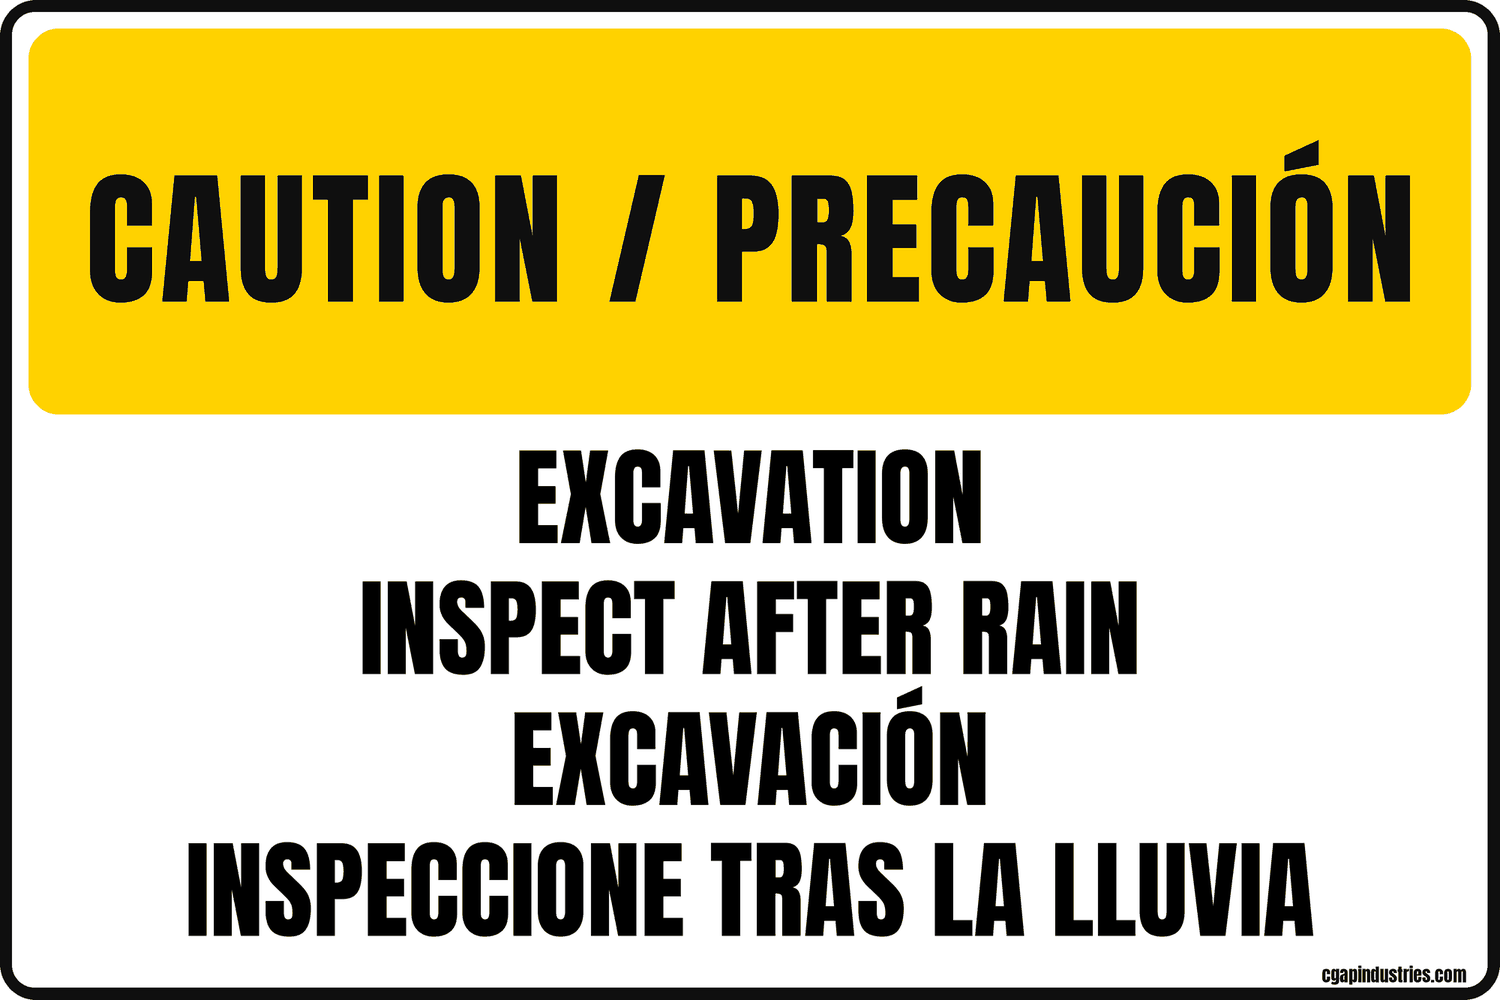 CAUTION / PRECAUCIÓN
EXCAVATION
INSPECT AFTER RAIN
EXCAVACIÓN
INSPECCIONE TRAS LA LLUVIA
cgapindustries.com